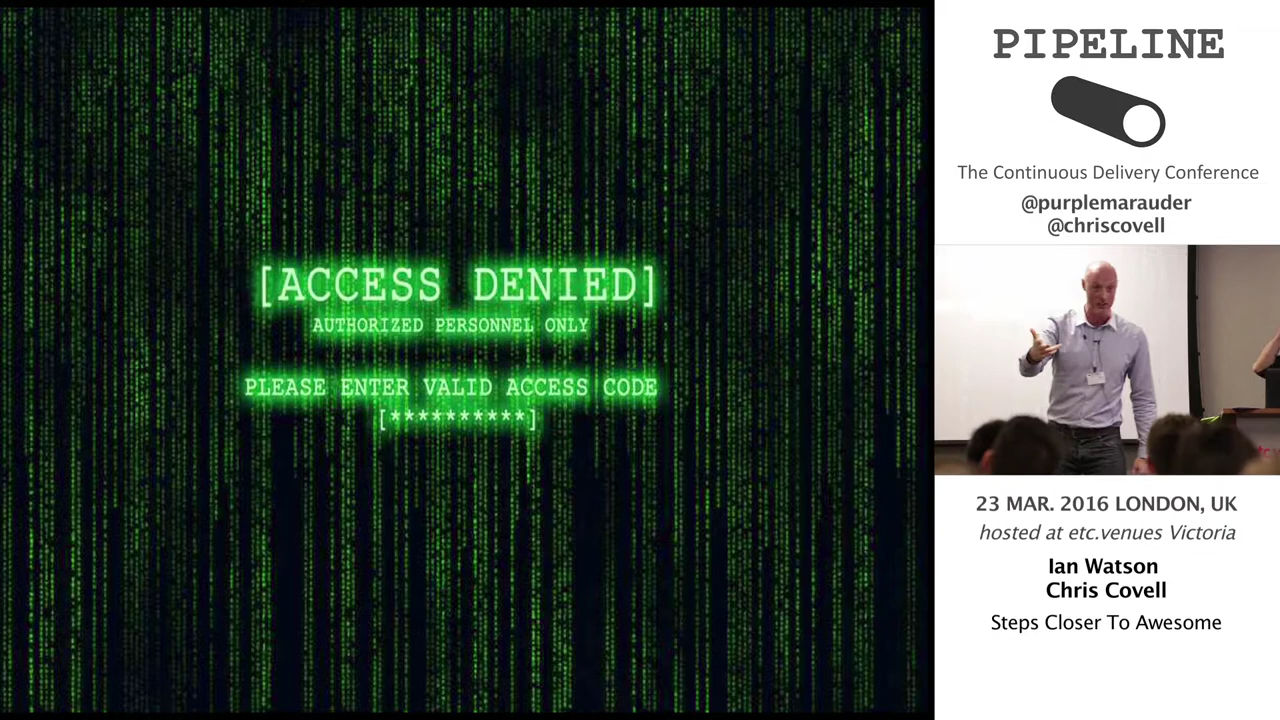 [ACCESS DENIED]
AUTHORIZED PERSONNEL ONLY
PLEASE ENTER VALID ACCESS CODE
[**********]
PIPELINE
The Continuous Delivery Conference
@purplemarauder
@chriscovell
23 MAR. 2016 LONDON, UK
hosted at etc.venues Victoria
Ian Watson
Chris Covell
Steps Closer To Awesome